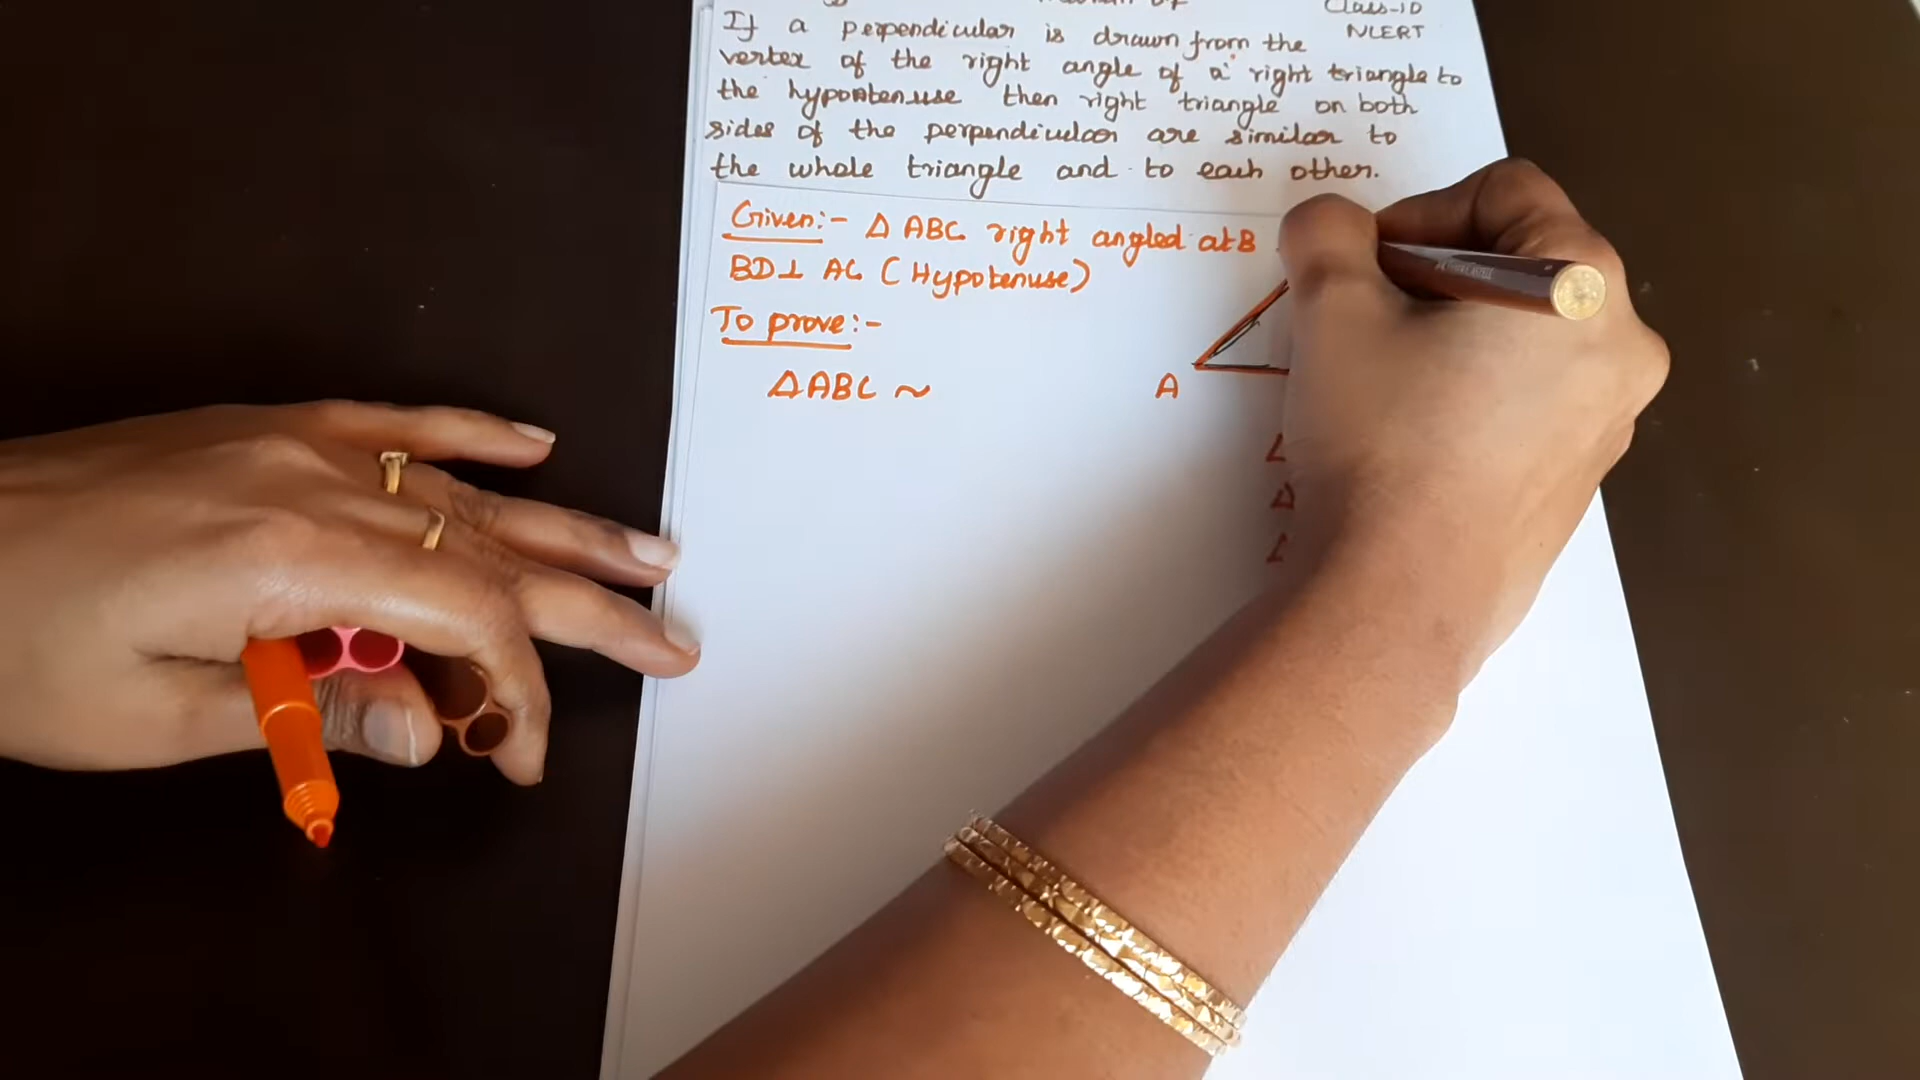 Class-10
If a perpendicular is drawn from the
NCERT
vertex of the right angle of a right triangle to
the hypontenuse then right triangle on both
sides of the perpendicular are similar to
the whole triangle and to each other.
Given:- Δ ABC right angled at B
BD⊥ AC (Hypotenuse)
To prove:-
ΔABC ~
A